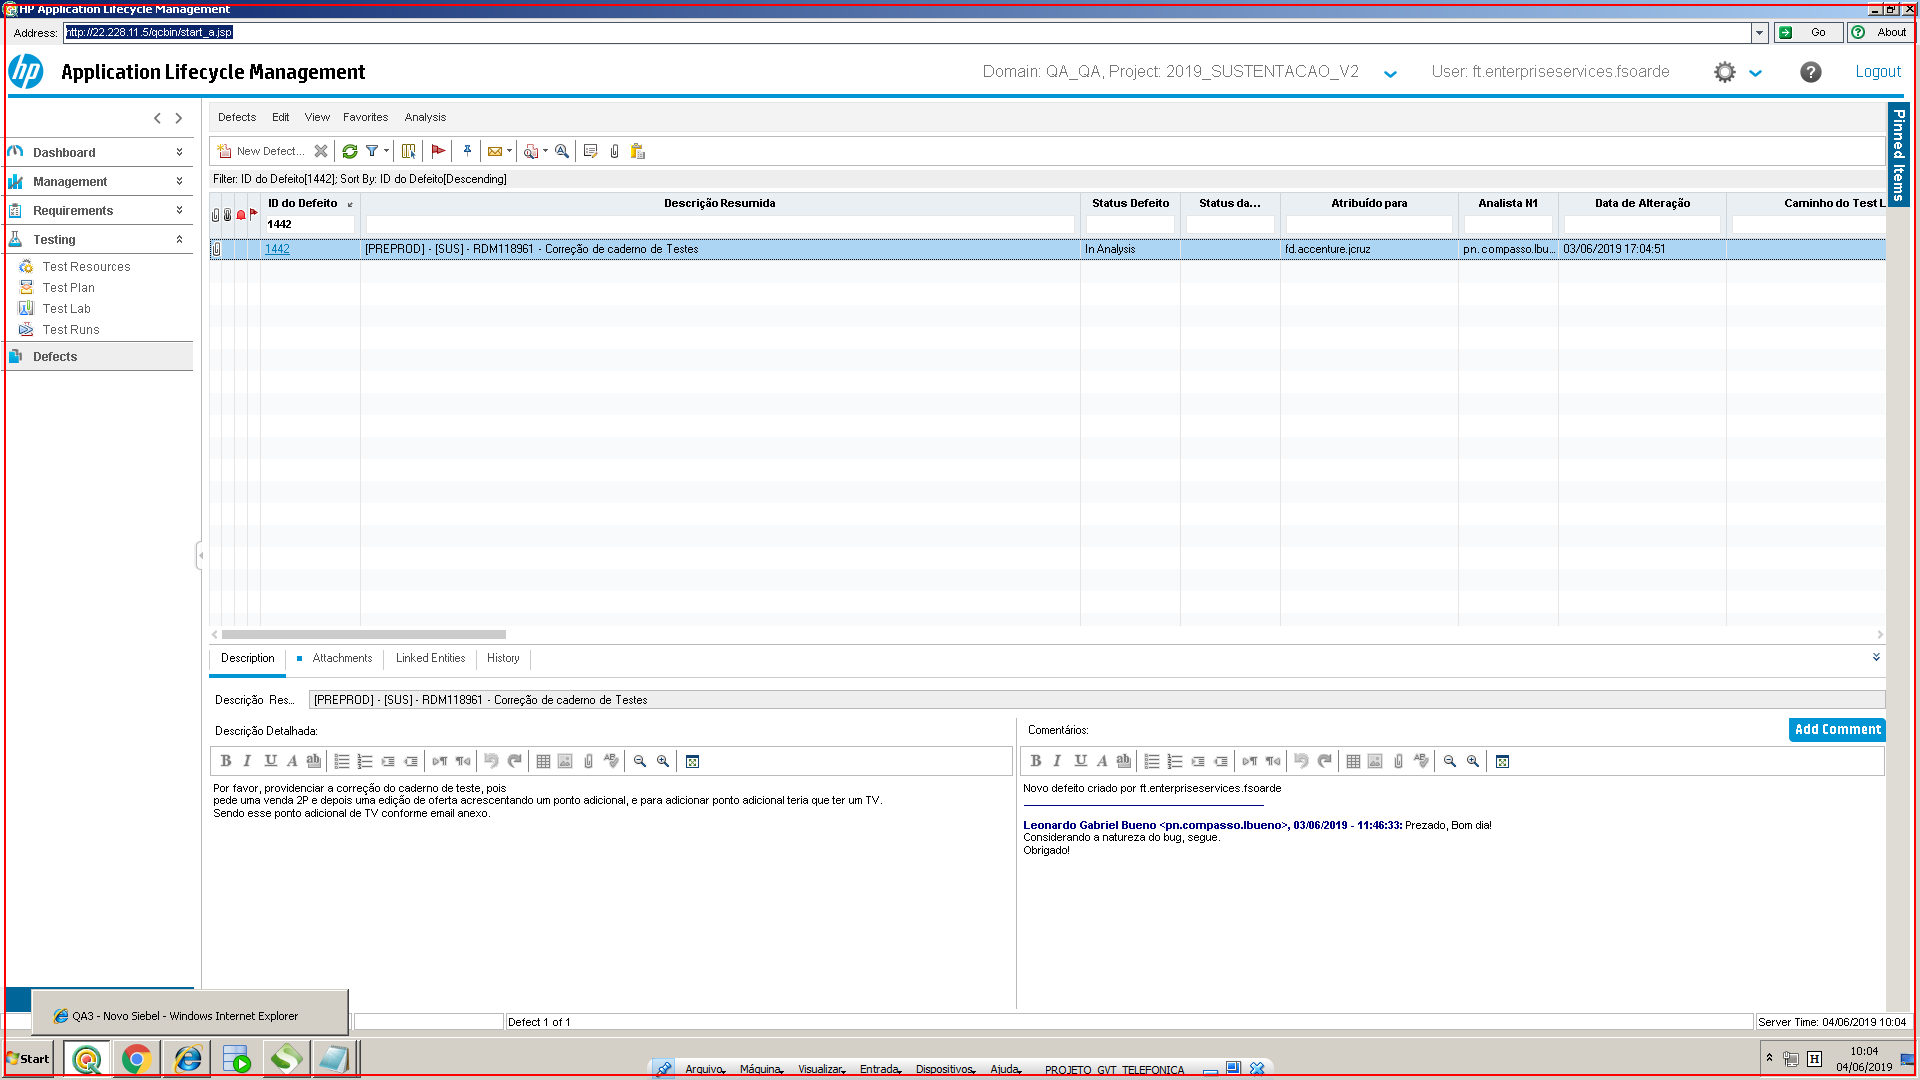 HP Application Lifecycle Management
Address: http://22.228.11.5/qcbin/start_a.jsp Go About
hp Application Lifecycle Management Domain: QA_QA, Project: 2019_SUSTENTACAO_V2 User: ft.enterpriseservices.fsoarde ? Logout
Pinned Items
Dashboard
Management
Requirements
Testing
Test Resources
Test Plan
Test Lab
Test Runs
Defects
Defects Edit View Favorites Analysis
New Defect...
Filter: ID do Defeito[1442]; Sort By: ID do Defeito[Descending]
ID do Defeito Descrição Resumida Status Defeito Status da... Atribuído para Analista N1 Data de Alteração Caminho do Test L
1442
1442 [PREPROD] - [SUS] - RDM118961 - Correção de caderno de Testes In Analysis fd.accenture.jcruz pn.compasso.lbu... 03/06/2019 17:04:51
Description Attachments Linked Entities History
Descrição Res... [PREPROD] - [SUS] - RDM118961 - Correção de caderno de Testes
Descrição Detalhada:
B I U A ab
Por favor, providenciar a correção do caderno de teste, pois
pede uma venda 2P e depois uma edição de oferta acrescentando um ponto adicional, e para adicionar ponto adicional teria que ter um TV.
Sendo esse ponto adicional de TV conforme email anexo.
Comentários: Add Comment
B I U A ab
Novo defeito criado por ft.enterpriseservices.fsoarde
Leonardo Gabriel Bueno <pn.compasso.lbueno>, 03/06/2019 - 11:46:33: Prezado, Bom dia!
Considerando a natureza do bug, segue.
Obrigado!
QA3 - Novo Siebel - Windows Internet Explorer
Defect 1 of 1 Server Time: 04/06/2019 10:04
Start
Arquivo Máquina Visualizar Entrada Dispositivos Ajuda PROJETO_GVT_TELEFONICA
H 10:04
04/06/2019